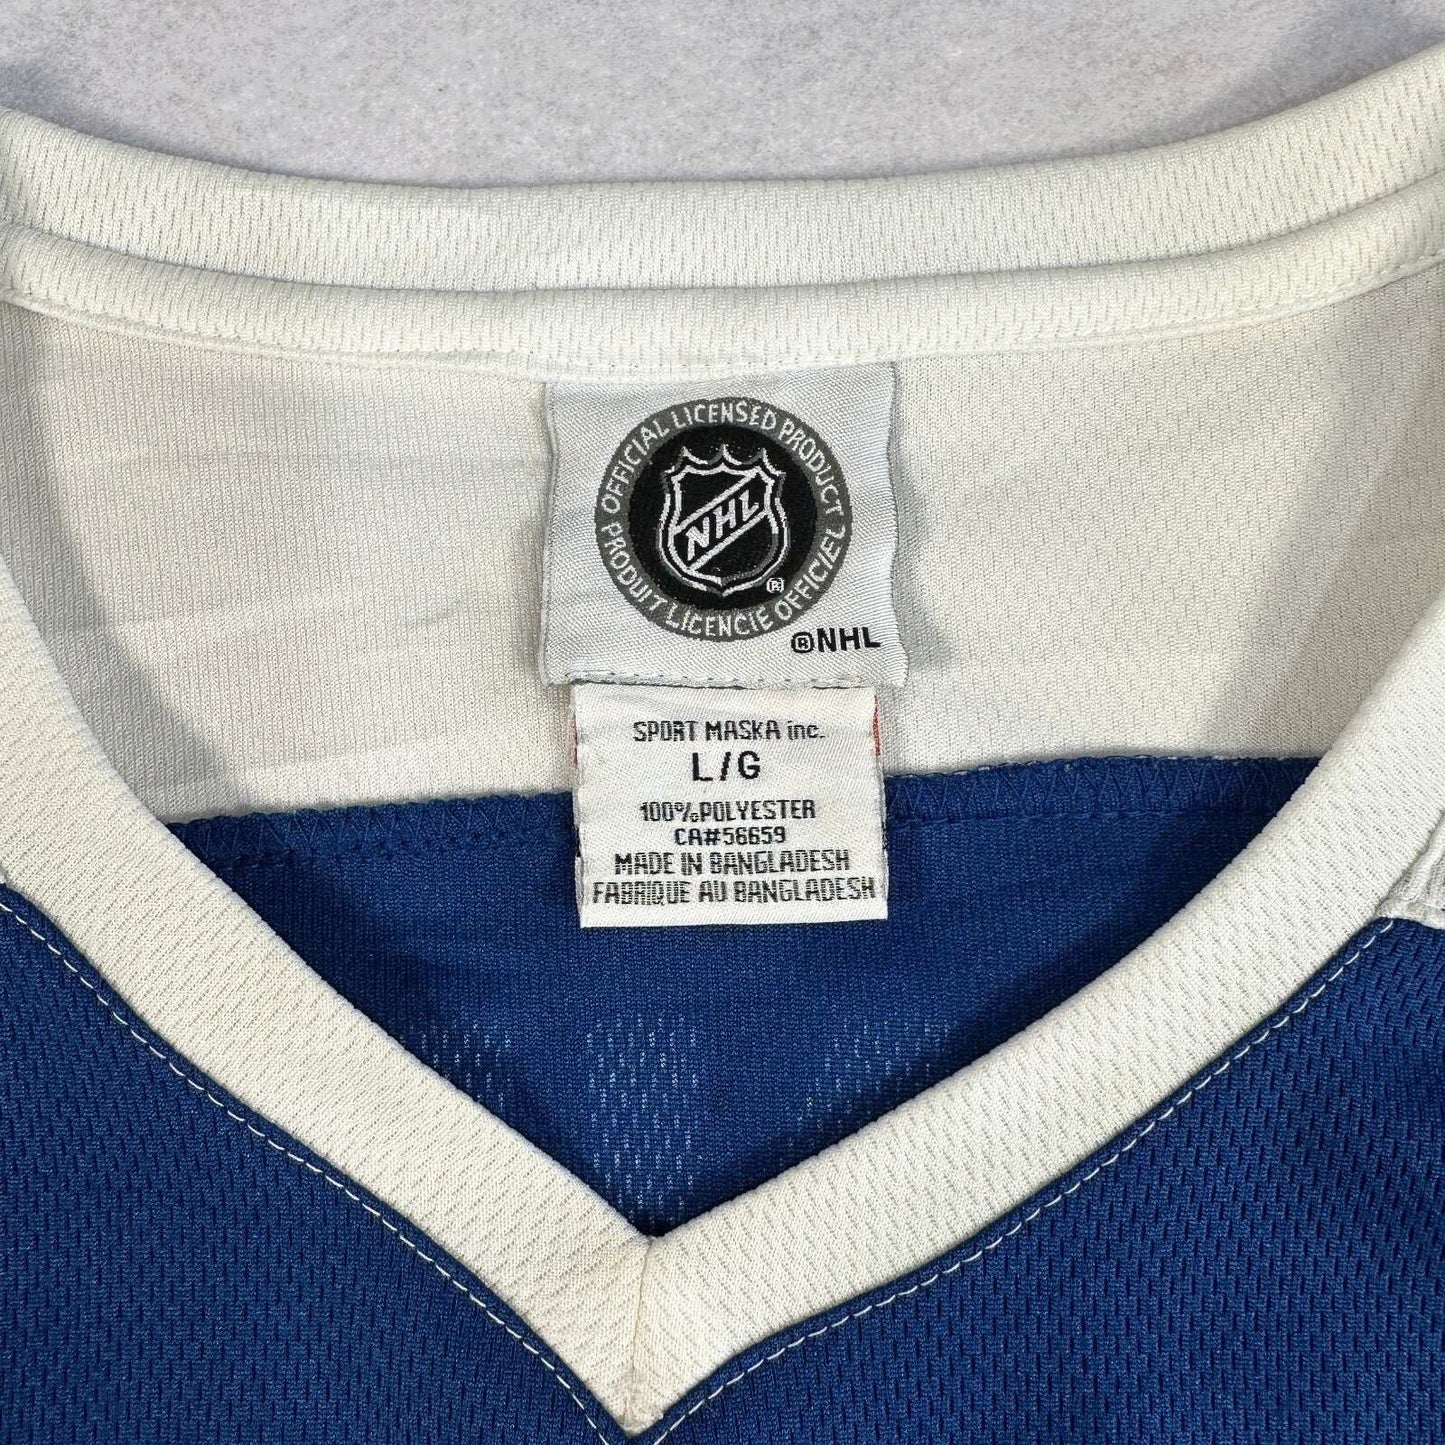 OFFICIAL LICENSED PRODUCT
NHL
®
PRODUIT LICENCIE OFFICIEL
®NHL
SPORT MASKA inc.
L/G
100%POLYESTER
CA#56659
MADE IN BANGLADESH
FABRIQUE AU BANGLADESH